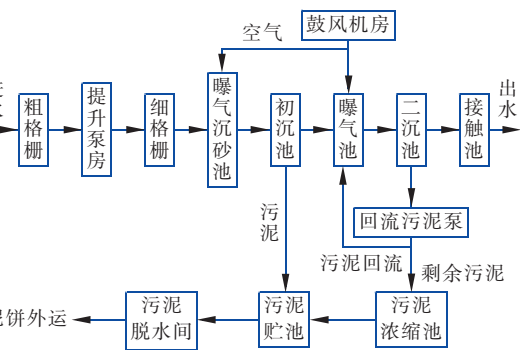 鼓风机房
空气
粗格栅
提升泵房
细格栅
曝气沉砂池
初沉池
曝气池
二沉池
接触池
出水
污泥
回流污泥泵
污泥回流
剩余污泥
饼外运
污泥
脱水间
污泥
贮池
污泥
浓缩池